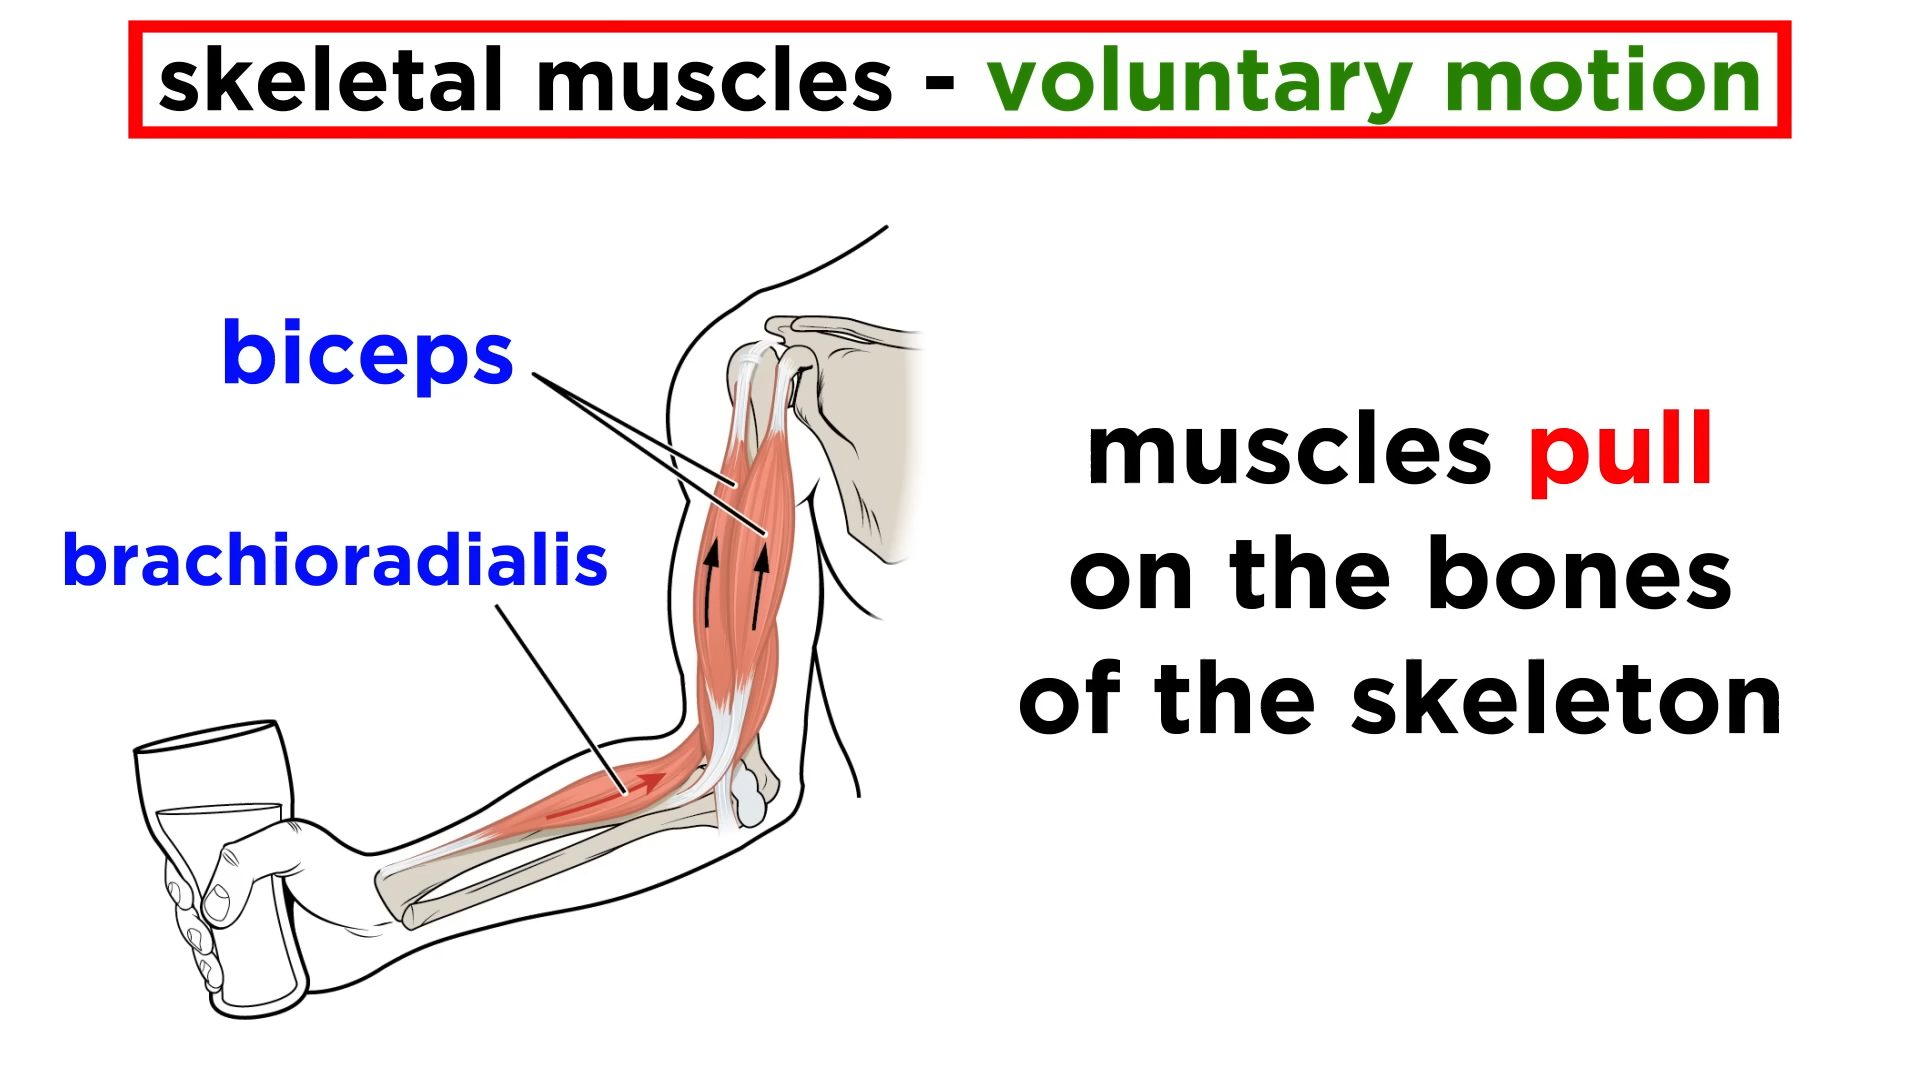 skeletal muscles - voluntary motion
biceps
brachioradialis
muscles pull
on the bones
of the skeleton